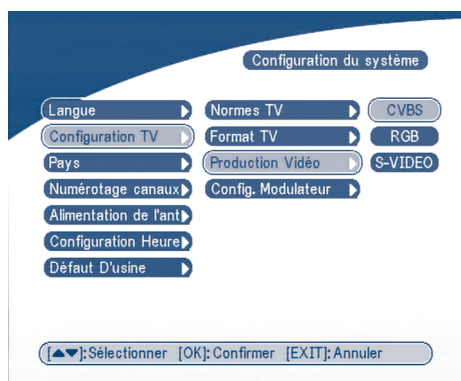 Configuration du système
Langue Normes TV CVBS
Configuration TV Format TV RGB
Pays Production Vidéo S-VIDEO
Numérotage canaux Config. Modulateur
Alimentation de l'ant
Configuration Heure
Défaut D'usine
[▲▼]:Sélectionner [OK]:Confirmer [EXIT]:Annuler